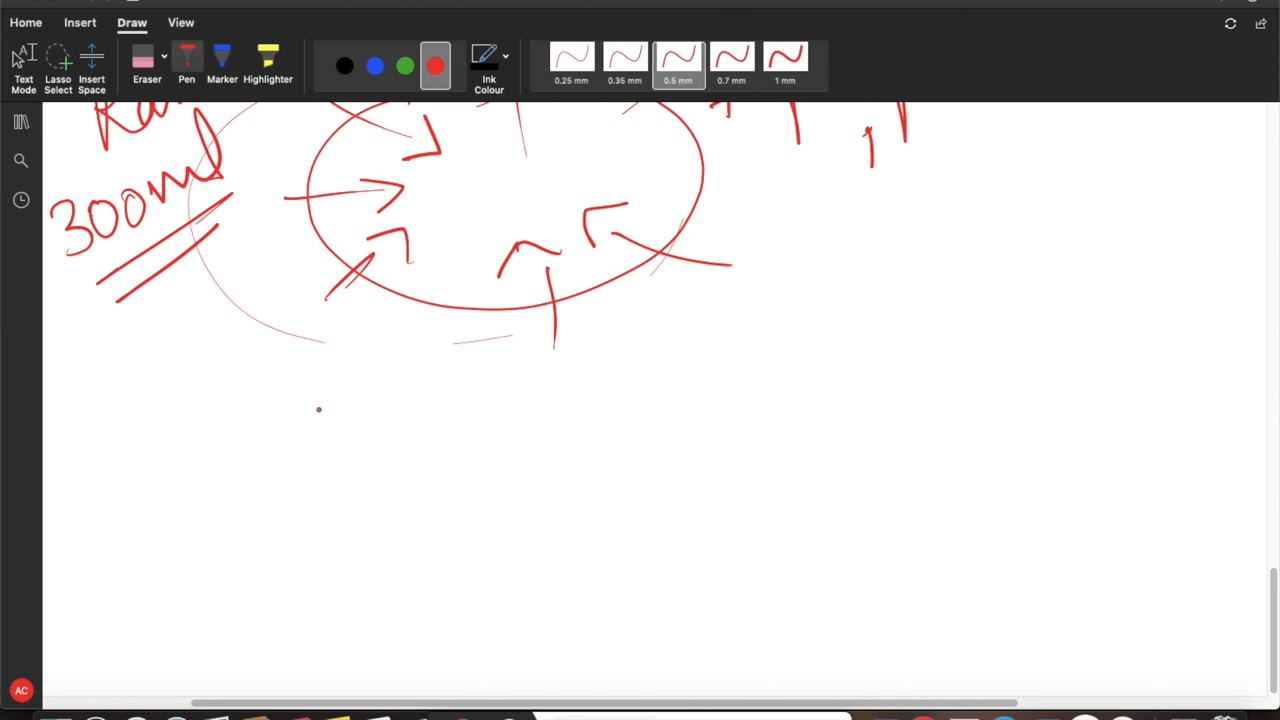 Home Insert Draw View
Text Mode
Lasso Select
Insert Space
Eraser
Pen
Marker
Highlighter
Ink Colour
0.25 mm
0.35 mm
0.5 mm
0.7 mm
1 mm
300ml
AC